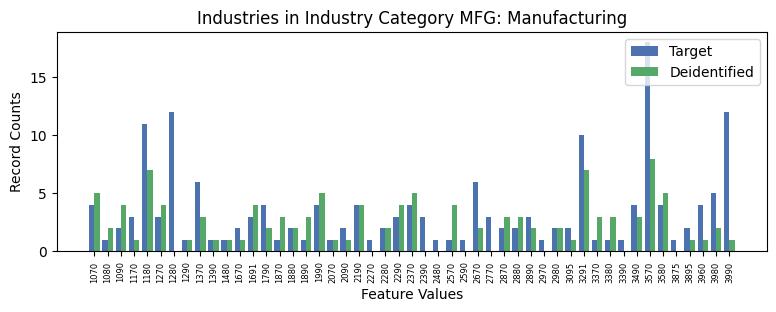 Industries in Industry Category MFG: Manufacturing
Target
Deidentified
Record Counts
15
10
5
0
1070 1080 1090 1170 1180 1270 1280 1290 1370 1390 1480 1670 1691 1790 1870 1880 1890 1990 2070 2090 2190 2270 2280 2290 2370 2390 2480 2570 2590 2670 2770 2870 2880 2890 2970 2980 3095 3291 3370 3380 3390 3490 3570 3580 3875 3895 3960 3980 3990
Feature Values